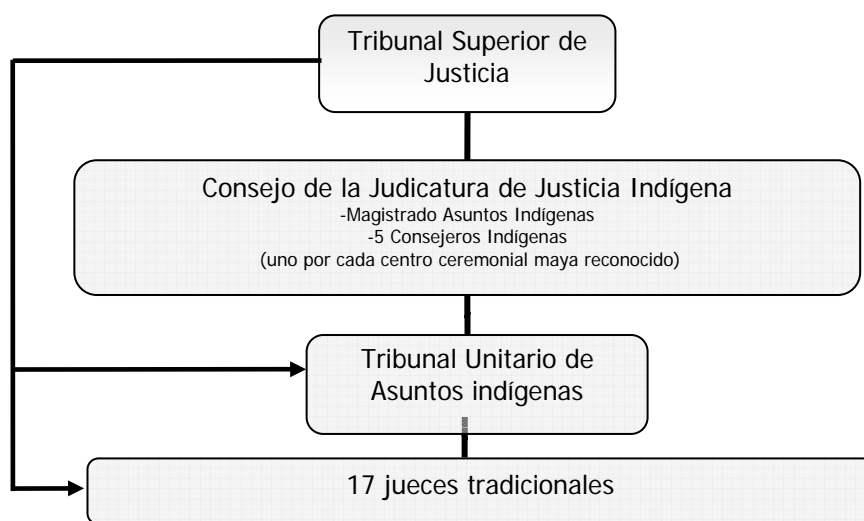 Tribunal Superior de
Justicia
Consejo de la Judicatura de Justicia Indígena
-Magistrado Asuntos Indígenas
-5 Consejeros Indígenas
(uno por cada centro ceremonial maya reconocido)
Tribunal Unitario de
Asuntos indígenas
17 jueces tradicionales